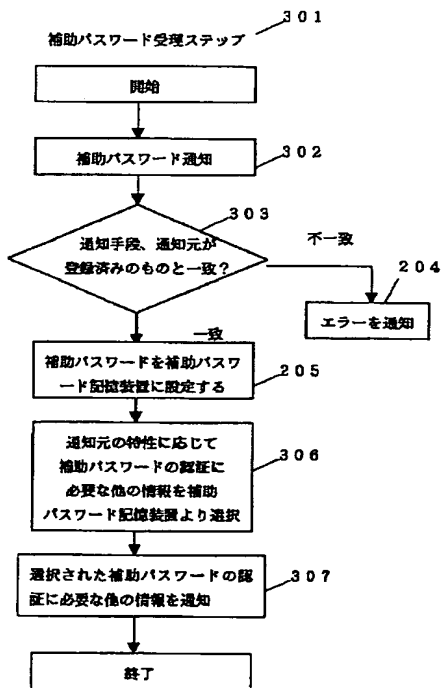 301
補助パスワード受理ステップ
開始
補助パスワード通知
302
303
通知手段、通知元が
登録済みのものと一致?
不一致
204
エラーを通知
一致
補助パスワードを補助パスワ
ード記憶装置に設定する
205
通知元の特性に応じて
補助パスワードの認証に
必要な他の情報を補助
パスワード記憶装置より選択
306
選択された補助パスワードの認
証に必要な他の情報を通知
307
終了